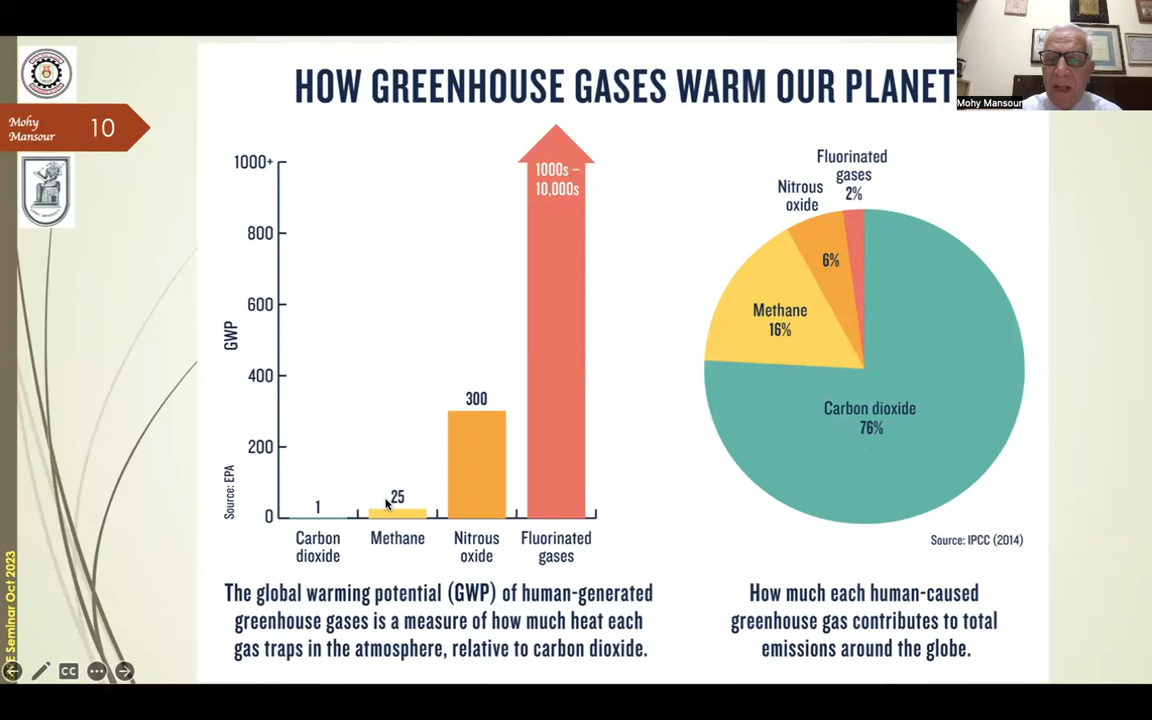 HOW GREENHOUSE GASES WARM OUR PLANET
Mohy Mansour
Mohy
Mansour
10
1000+
800
600
400
200
0
GWP
Source: EPA
1
25
300
1000s –
10,000s
Carbon
dioxide
Methane
Nitrous
oxide
Fluorinated
gases
The global warming potential (GWP) of human-generated
greenhouse gases is a measure of how much heat each
gas traps in the atmosphere, relative to carbon dioxide.
Fluorinated
gases
2%
Nitrous
oxide
6%
Methane
16%
Carbon dioxide
76%
Source: IPCC (2014)
How much each human-caused
greenhouse gas contributes to total
emissions around the globe.
Seminar Oct 2023
CC